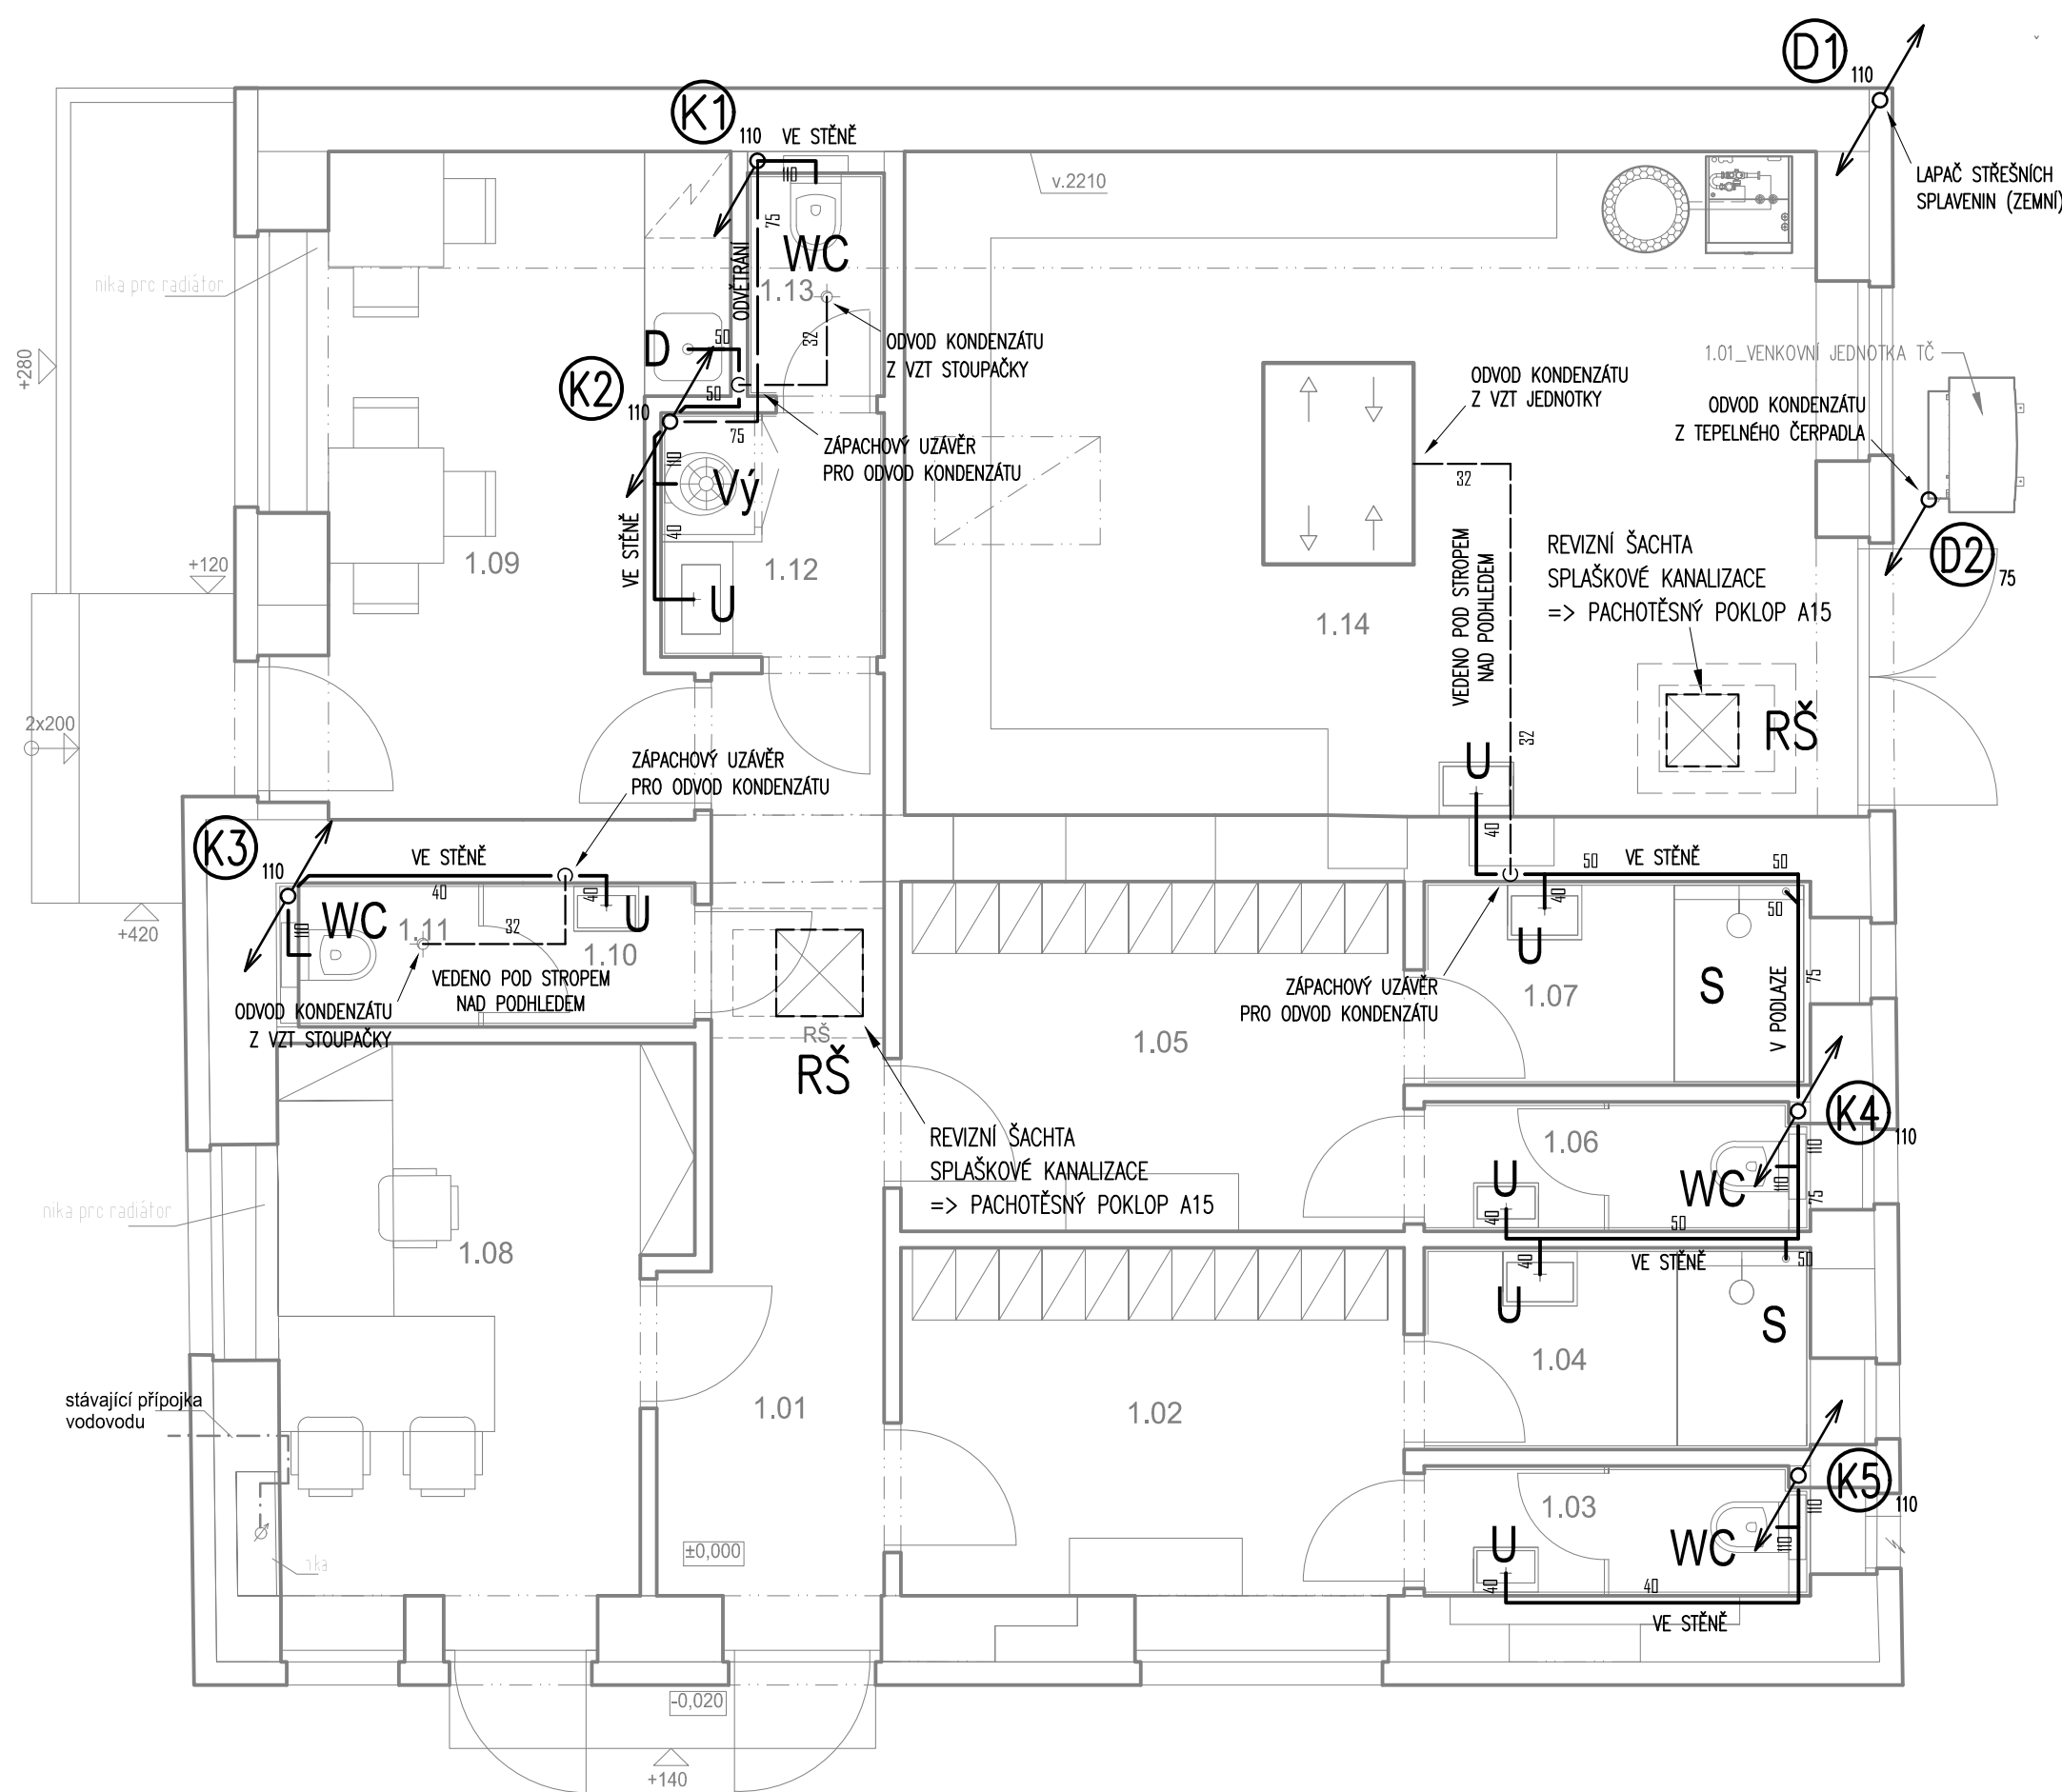 D1
110
K1
110 VE STĚNĚ
110
75
v.2210
LAPAČ STŘEŠNÍCH
SPLAVENIN (ZEMNÍ)
WC
1.13
ODVĚTRÁNÍ
nika pro radiátor
32
ODVOD KONDENZÁTU
Z VZT STOUPAČKY
D
50
K2
110
50
75
+280
1.01_VENKOVNÍ JEDNOTKA TČ
ODVOD KONDENZÁTU
Z VZT JEDNOTKY
ODVOD KONDENZÁTU
Z TEPELNÉHO ČERPADLA
ZÁPACHOVÝ UZÁVĚR
PRO ODVOD KONDENZÁTU
110
Vý
40
VE STĚNĚ
32
D2
75
REVIZNÍ ŠACHTA
SPLAŠKOVÉ KANALIZACE
=> PACHOTĚSNÝ POKLOP A15
+120
1.09
1.12
U
1.14
VEDENO POD STROPEM
NAD PODHLEDEM
2x200
RŠ
32
U
ZÁPACHOVÝ UZÁVĚR
PRO ODVOD KONDENZÁTU
K3
110
VE STĚNĚ
40
40
40
50
VE STĚNĚ
50
40
50
110
WC
1.11
32
1.10
U
+420
VEDENO POD STROPEM
NAD PODHLEDEM
ODVOD KONDENZÁTU
Z VZT STOUPAČKY
RŠ
RŠ
U
1.07
S
75
V PODLAZE
ZÁPACHOVÝ UZÁVĚR
PRO ODVOD KONDENZÁTU
1.05
K4
110
REVIZNÍ ŠACHTA
SPLAŠKOVÉ KANALIZACE
=> PACHOTĚSNÝ POKLOP A15
1.06
U
WC
110
110
75
40
50
nika pro radiátor
1.08
40
VE STĚNĚ
50
U
S
1.04
stávající přípojka
vodovodu
1.01
1.02
K5
110
1.03
U
WC
110
110
40
40
VE STĚNĚ
nika
±0,000
-0,020
+140